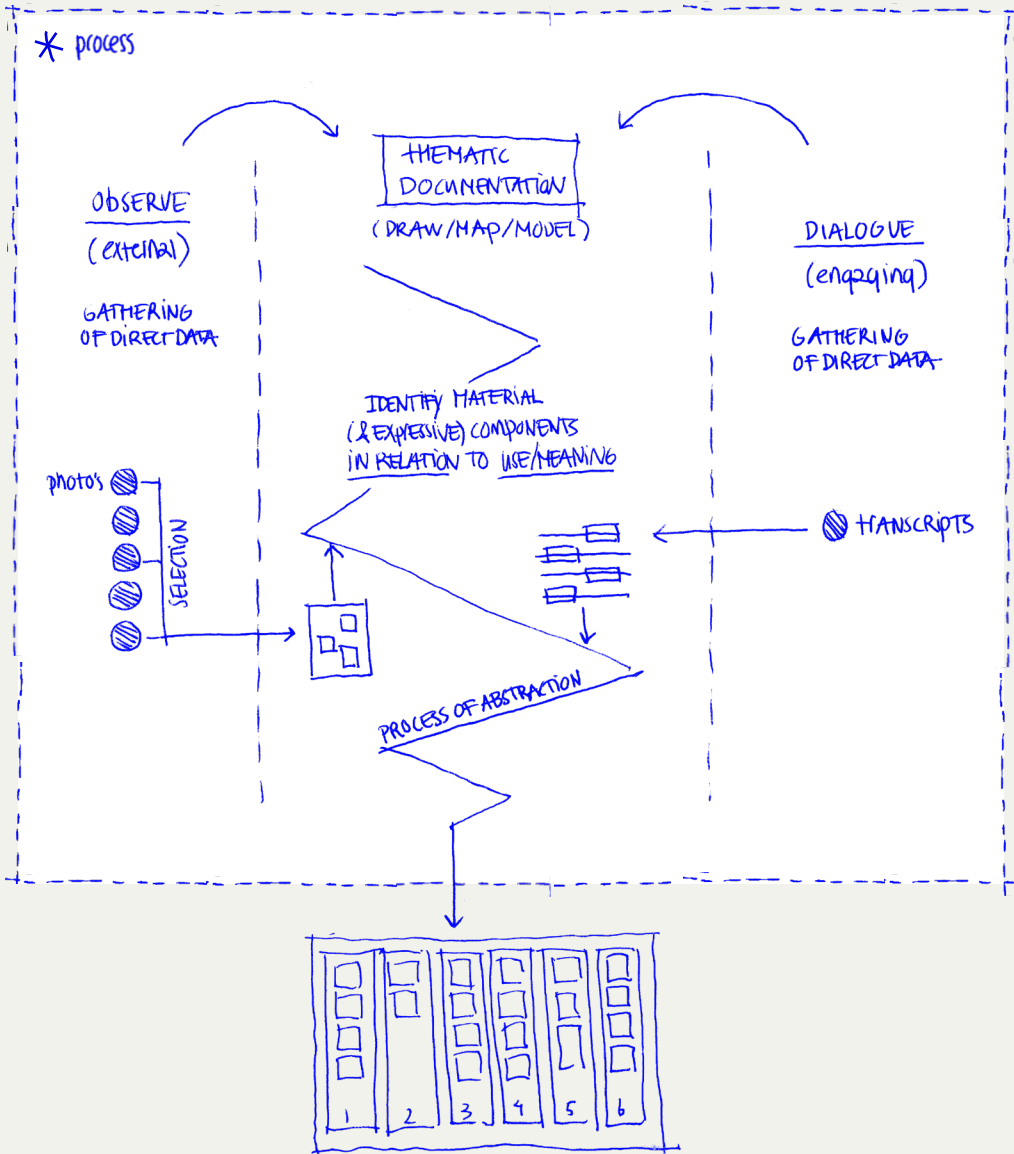 * process
THEMATIC
DOCUMENTATION
(DRAW/MAP/MODEL)
ObSERVE
(external)
GATHERING
OF DIRECT DATA
DIALOGUE
(engaging)
GATHERING
OF DIRECT DATA
IDENTIFY MATERIAL
(& EXPRESSIVE) COMPONENTS
IN RELATION TO USE/MEANING
photo's
SELECTION
TRANSCRIPTS
PROCESS OF ABSTRACTION
1 2 3 4 5 6